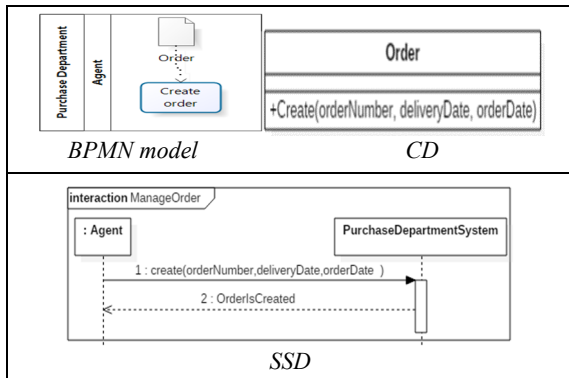 Purchase Department
Agent
Order
Create
order
BPMN model
Order
+Create(orderNumber, deliveryDate, orderDate)
CD
interaction ManageOrder
: Agent
PurchaseDepartmentSystem
1 : create(orderNumber,deliveryDate,orderDate )
2 : OrderIsCreated
SSD